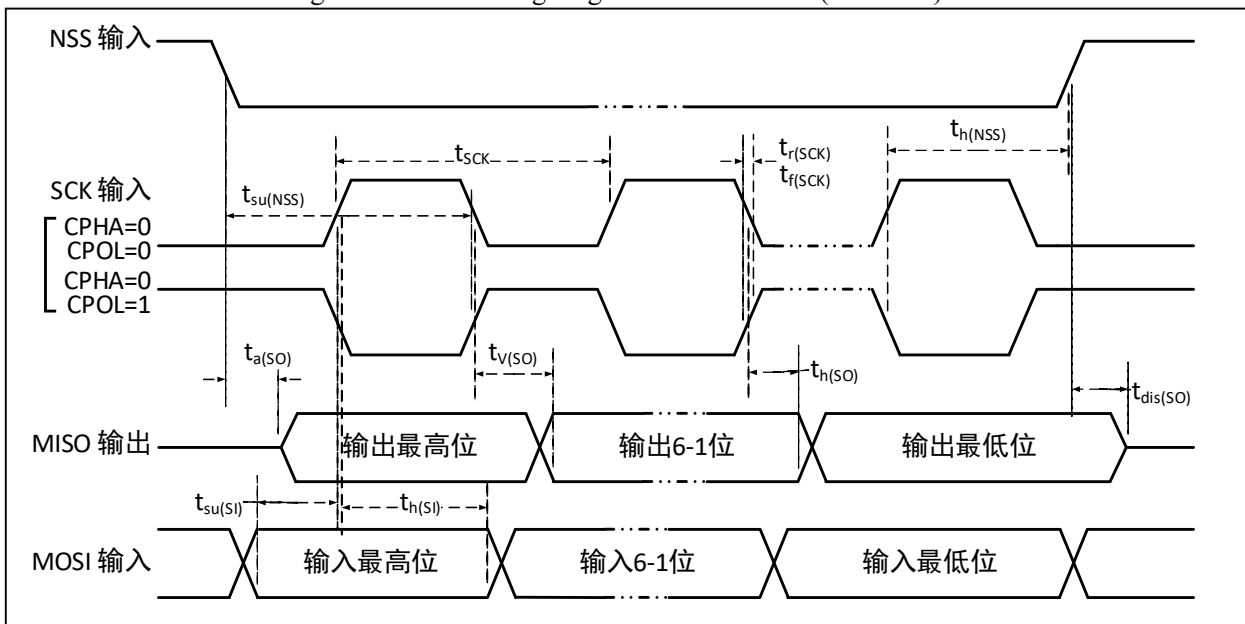 NSS 输入
t_SCK
t_r(SCK)
t_f(SCK)
t_h(NSS)
SCK 输入
t_su(NSS)
CPHA=0
CPOL=0
CPHA=0
CPOL=1
t_a(SO)
t_V(SO)
t_h(SO)
t_dis(SO)
MISO 输出
输出最高位
输出6-1位
输出最低位
t_su(SI)
t_h(SI)
MOSI 输入
输入最高位
输入6-1位
输入最低位